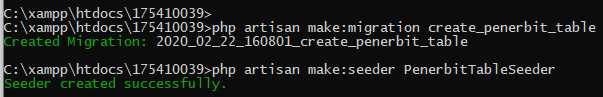 C:\xampp\htdocs\175410039>
C:\xampp\htdocs\175410039>php artisan make:migration create_penerbit_table
Created Migration: 2020_02_22_160801_create_penerbit_table
C:\xampp\htdocs\175410039>php artisan make:seeder PenerbitTableSeeder
Seeder created successfully.